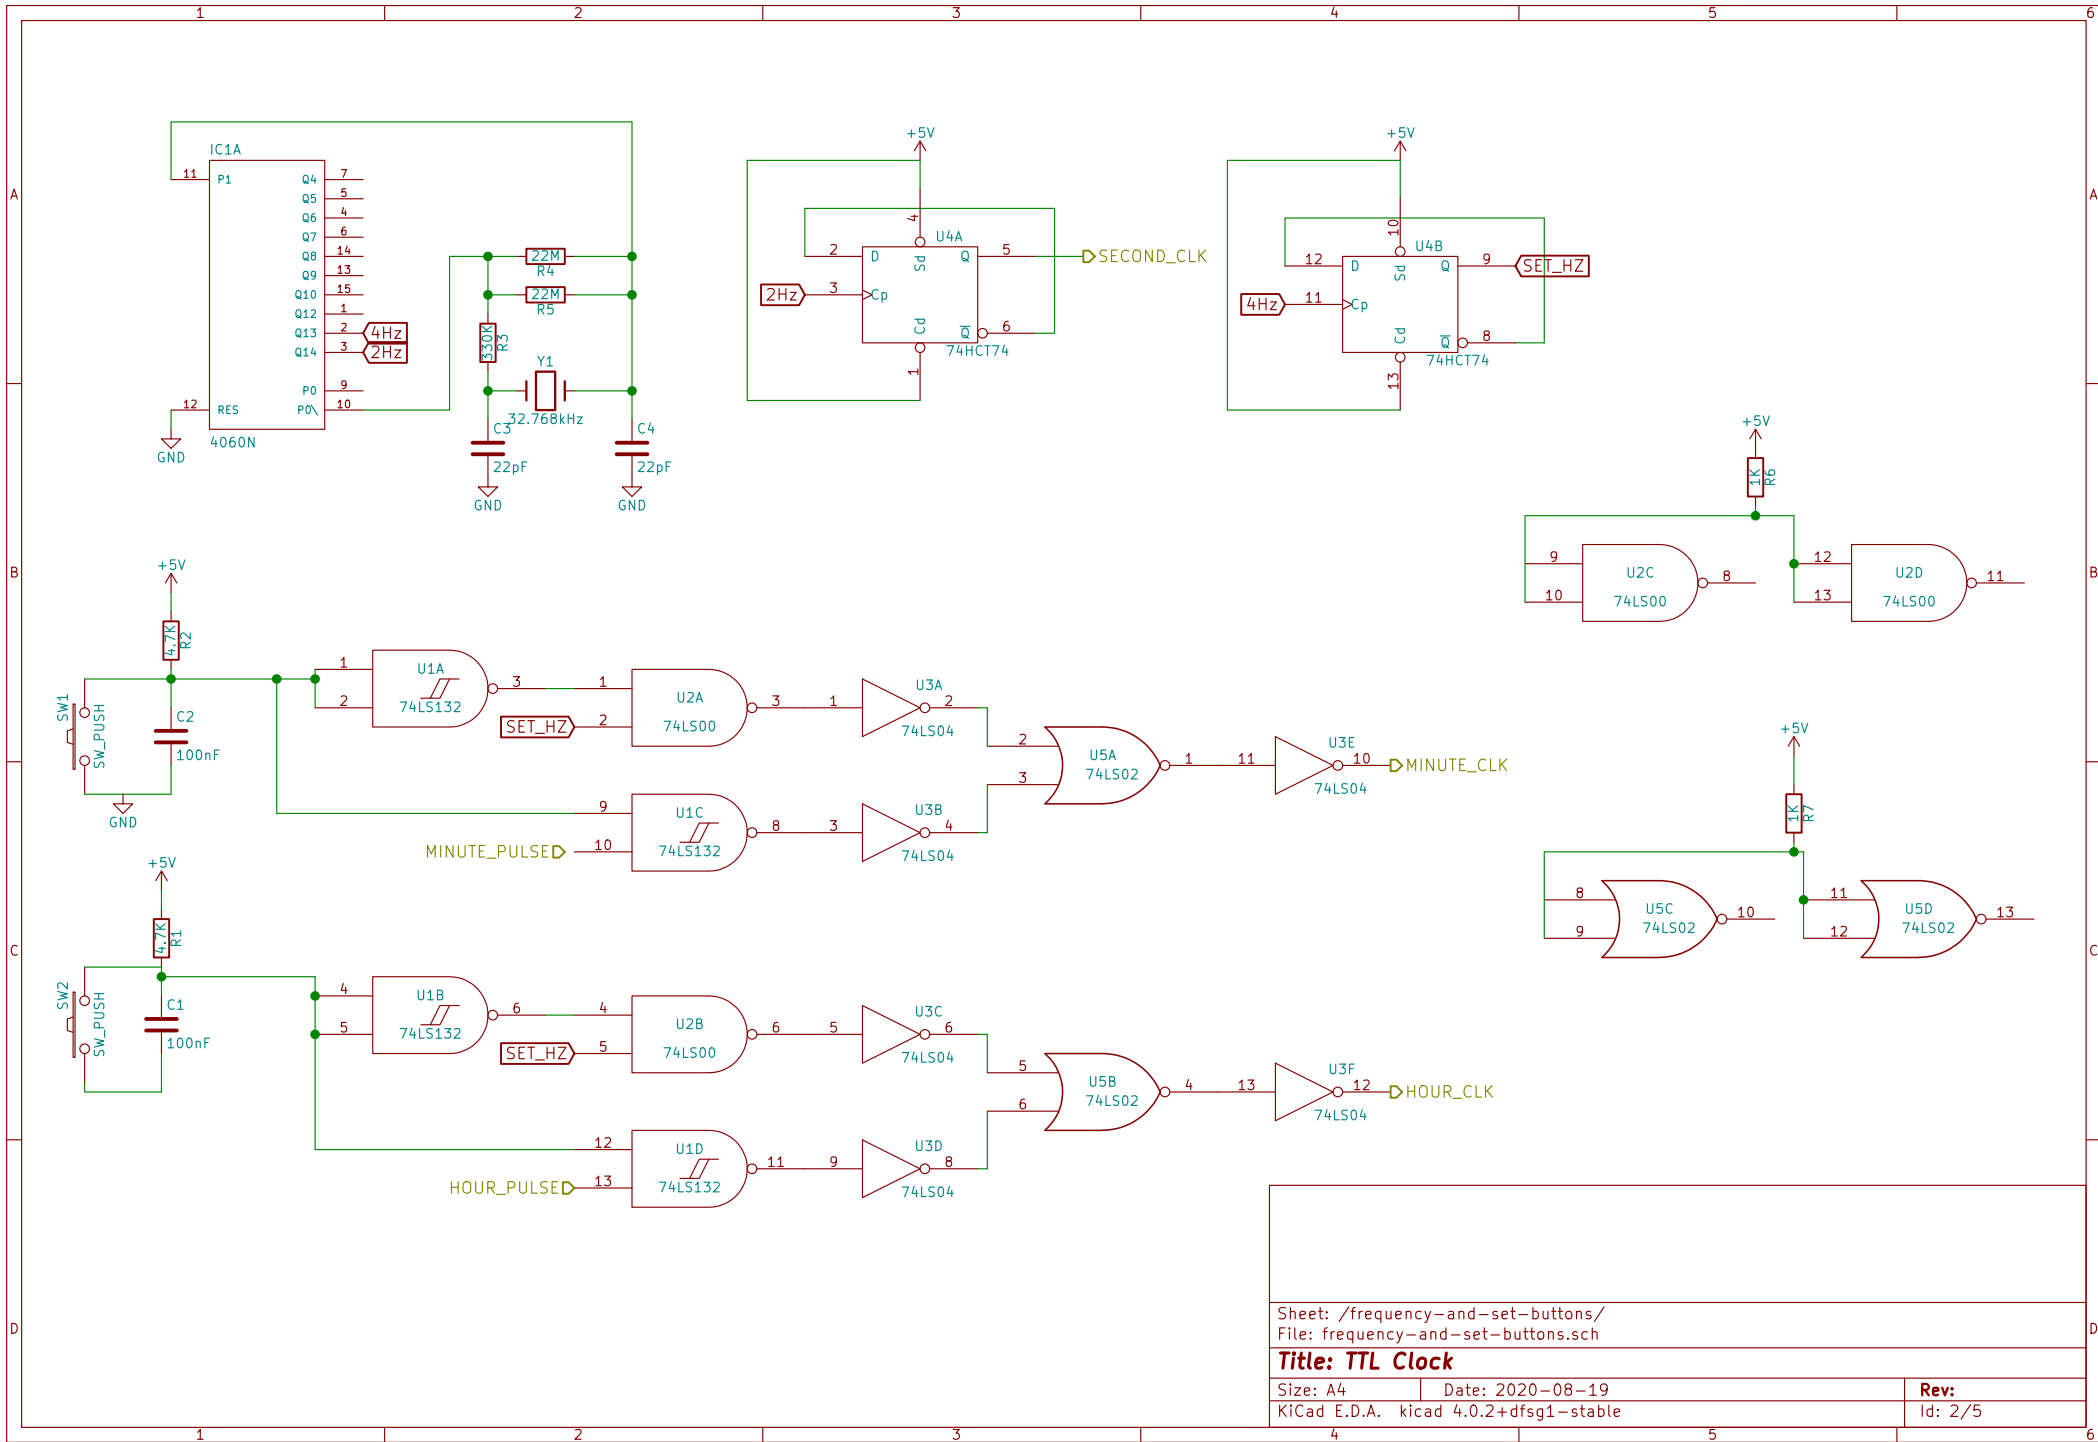 1 2 3 4 5 6
A A
B B
C C
D D
1 2 3 4 5 6
IC1A
11 P1
12 RES
Q4 7
Q5 5
Q6 4
Q7 6
Q8 14
Q9 13
Q10 15
Q12 1
Q13 2 4Hz
Q14 3 2Hz
P0 9
P0\ 10
4060N
GND
22M
R4
22M
R5
330K
R3
Y1
32.768kHz
C3
22pF
GND
C4
22pF
GND
+5V
4
U4A
2 D
Sd
Q 5
SECOND_CLK
2Hz 3 Cp
Cd
Q 6
74HCT74
1
+5V
10
U4B
12 D
Sd
Q 9
SET_HZ
4Hz 11 Cp
Cd
Q 8
74HCT74
13
+5V
1K
R6
9
10
U2C
74LS00
8
12
13
U2D
74LS00
11
+5V
4.7K
R2
SW1
SW_PUSH
C2
100nF
GND
1
2
U1A
74LS132
3
1
SET_HZ 2
U2A
74LS00
3
1
U3A
74LS04
2
9
MINUTE_PULSE 10
U1C
74LS132
8
3
U3B
74LS04
4
2
3
U5A
74LS02
1
11
U3E
74LS04
10
MINUTE_CLK
+5V
1K
R7
8
9
U5C
74LS02
10
11
12
U5D
74LS02
13
+5V
4.7K
R1
SW2
SW_PUSH
C1
100nF
4
5
U1B
74LS132
6
4
SET_HZ 5
U2B
74LS00
6
5
U3C
74LS04
6
12
HOUR_PULSE 13
U1D
74LS132
11
9
U3D
74LS04
8
5
6
U5B
74LS02
4
13
U3F
74LS04
12
HOUR_CLK
Sheet: /frequency-and-set-buttons/
File: frequency-and-set-buttons.sch
Title: TTL Clock
Size: A4 Date: 2020-08-19 Rev:
KiCad E.D.A. kicad 4.0.2+dfsg1-stable Id: 2/5